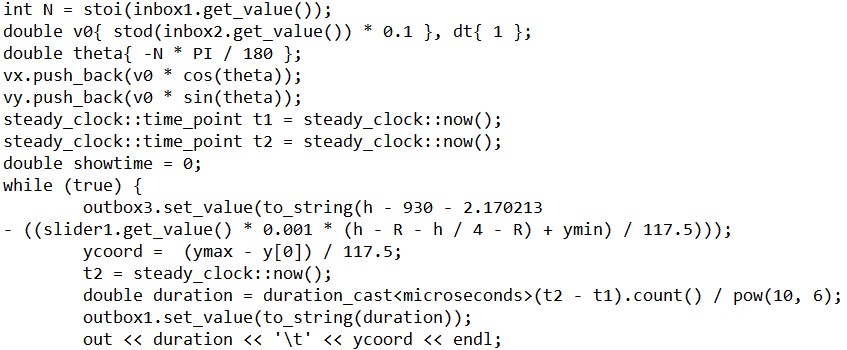 int N = stoi(inbox1.get_value());
double v0{ stod(inbox2.get_value()) * 0.1 }, dt{ 1 };
double theta{ -N * PI / 180 };
vx.push_back(v0 * cos(theta));
vy.push_back(v0 * sin(theta));
steady_clock::time_point t1 = steady_clock::now();
steady_clock::time_point t2 = steady_clock::now();
double showtime = 0;
while (true) {
        outbox3.set_value(to_string(h - 930 - 2.170213
- ((slider1.get_value() * 0.001 * (h - R - h / 4 - R) + ymin) / 117.5)));
        ycoord =  (ymax - y[0]) / 117.5;
        t2 = steady_clock::now();
        double duration = duration_cast<microseconds>(t2 - t1).count() / pow(10, 6);
        outbox1.set_value(to_string(duration));
        out << duration << '\t' << ycoord << endl;